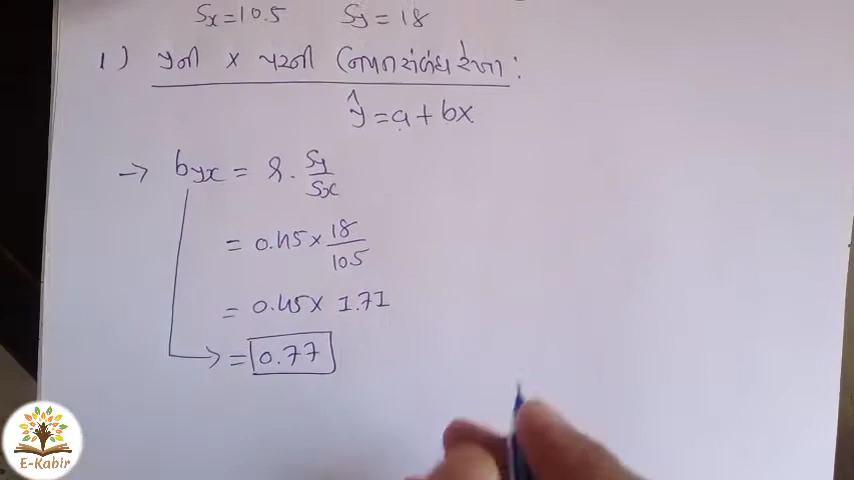 Sx = 10.5 Sy = 18
1) yની x પરની નિયતસંબંધ રેખા :
ŷ = a + bx
→ byx = r. Sy/Sx
= 0.45 × 18/105
= 0.45 × 1.71
= 0.77
E-Kabir